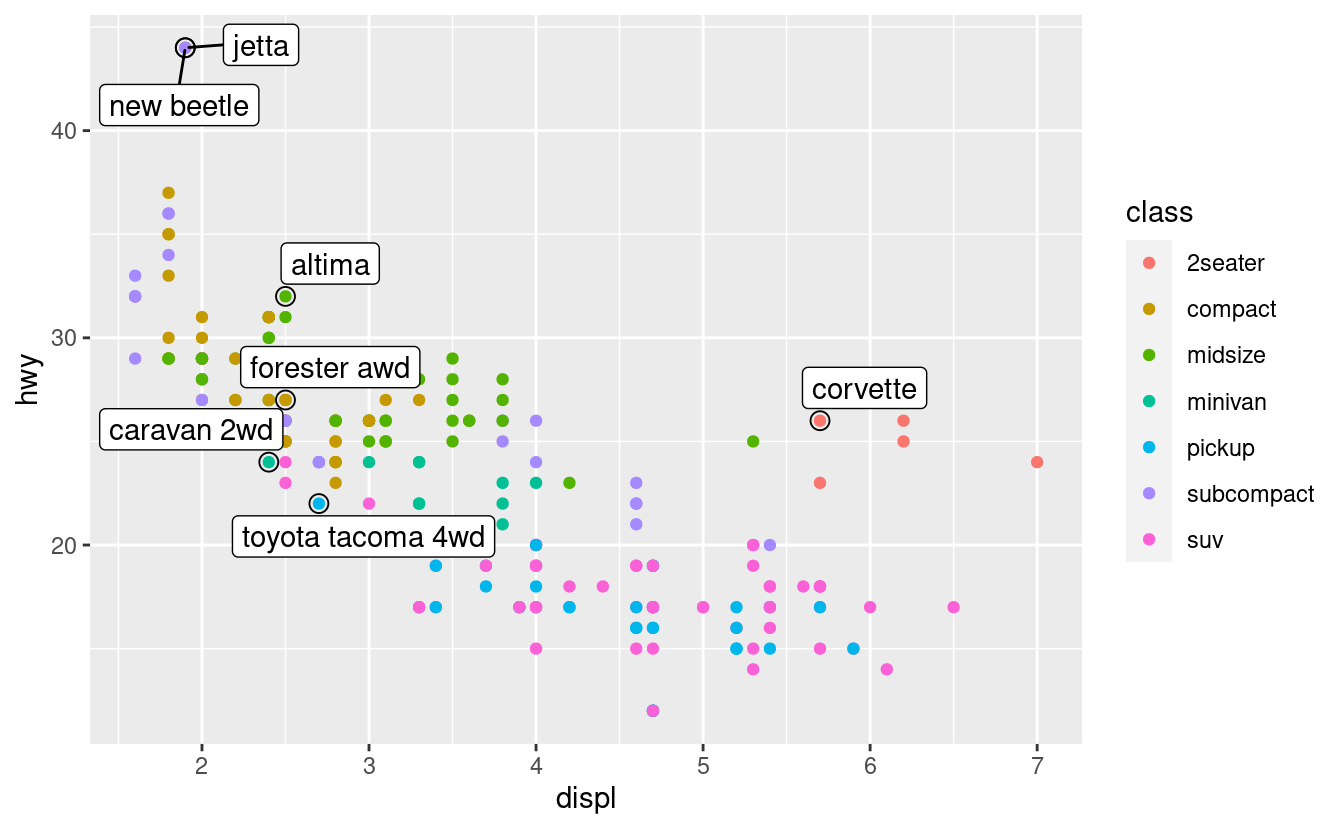 jetta
new beetle
altima
forester awd
caravan 2wd
toyota tacoma 4wd
corvette
40
30
20
hwy
2
3
4
5
6
7
displ
class
2seater
compact
midsize
minivan
pickup
subcompact
suv